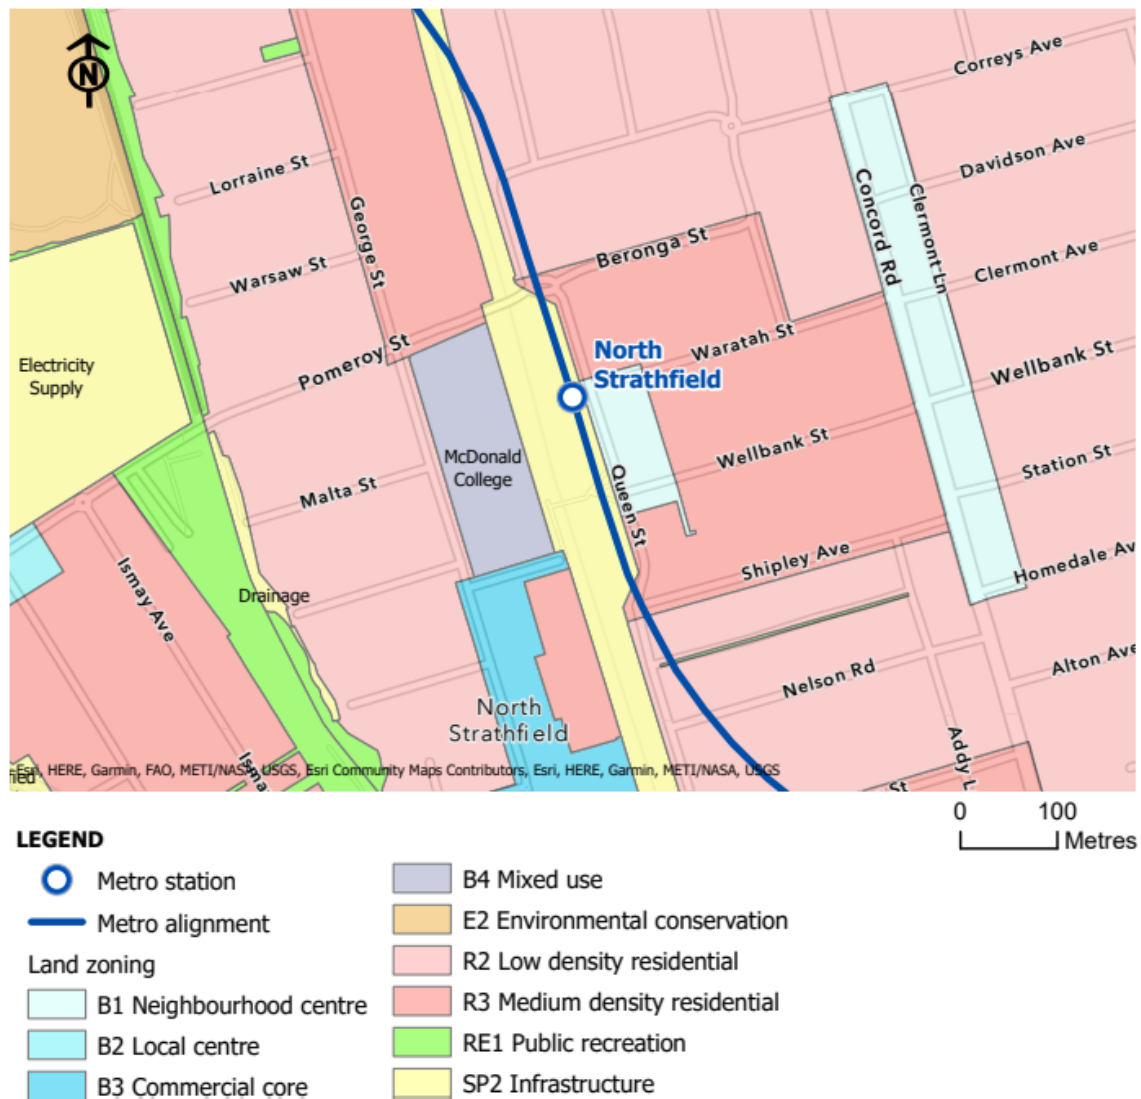 N
Correys Ave
Lorraine St
Davidson Ave
George St
Concord Rd
Clermont Ln
Beronga St
Warsaw St
Clermont Ave
Pomeroy St
Waratah St
Electricity
Supply
North
Strathfield
Wellbank St
McDonald
College
Wellbank St
Malta St
Queen St
Station St
Ismay Ave
Shipley Ave
Homedale Av
Drainage
Nelson Rd
Alton Ave
North
Strathfield
Addy L
Isma
St
ied
Esri, HERE, Garmin, FAO, METI/NASA, USGS, Esri Community Maps Contributors, Esri, HERE, Garmin, METI/NASA, USGS
0 100
Metres
LEGEND
Metro station
Metro alignment
Land zoning
B1 Neighbourhood centre
B2 Local centre
B3 Commercial core
B4 Mixed use
E2 Environmental conservation
R2 Low density residential
R3 Medium density residential
RE1 Public recreation
SP2 Infrastructure